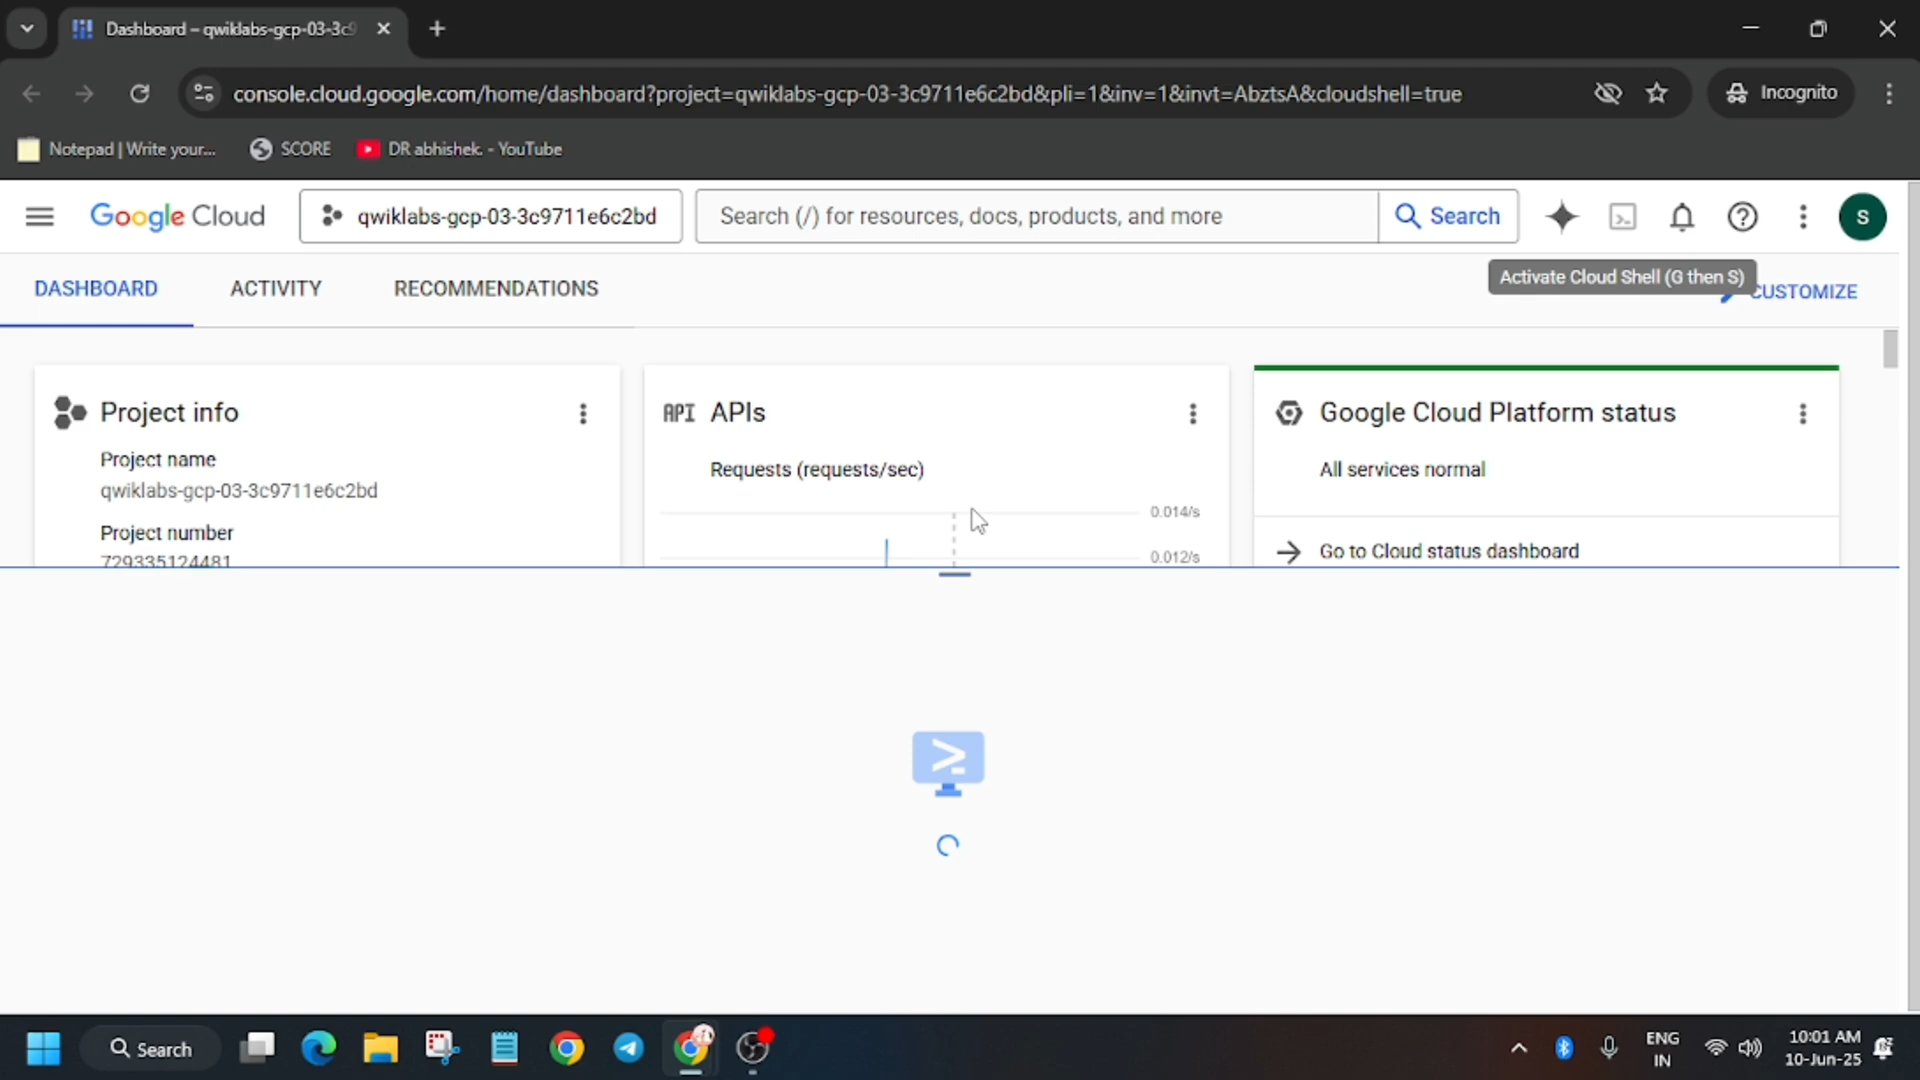 Dashboard – qwiklabs-gcp-03-3c9
console.cloud.google.com/home/dashboard?project=qwiklabs-gcp-03-3c9711e6c2bd&pli=1&inv=1&invt=AbztsA&cloudshell=true
Incognito
Notepad | Write your...
SCORE
DR abhishek. - YouTube
Google Cloud
qwiklabs-gcp-03-3c9711e6c2bd
Search (/) for resources, docs, products, and more
Search
S
DASHBOARD
ACTIVITY
RECOMMENDATIONS
Activate Cloud Shell (G then S)
CUSTOMIZE
Project info
API APIs
Google Cloud Platform status
Project name
qwiklabs-gcp-03-3c9711e6c2bd
Requests (requests/sec)
All services normal
Project number
729335124481
0.014/s
0.012/s
Go to Cloud status dashboard
Search
ENG
IN
10:01 AM
10-Jun-25